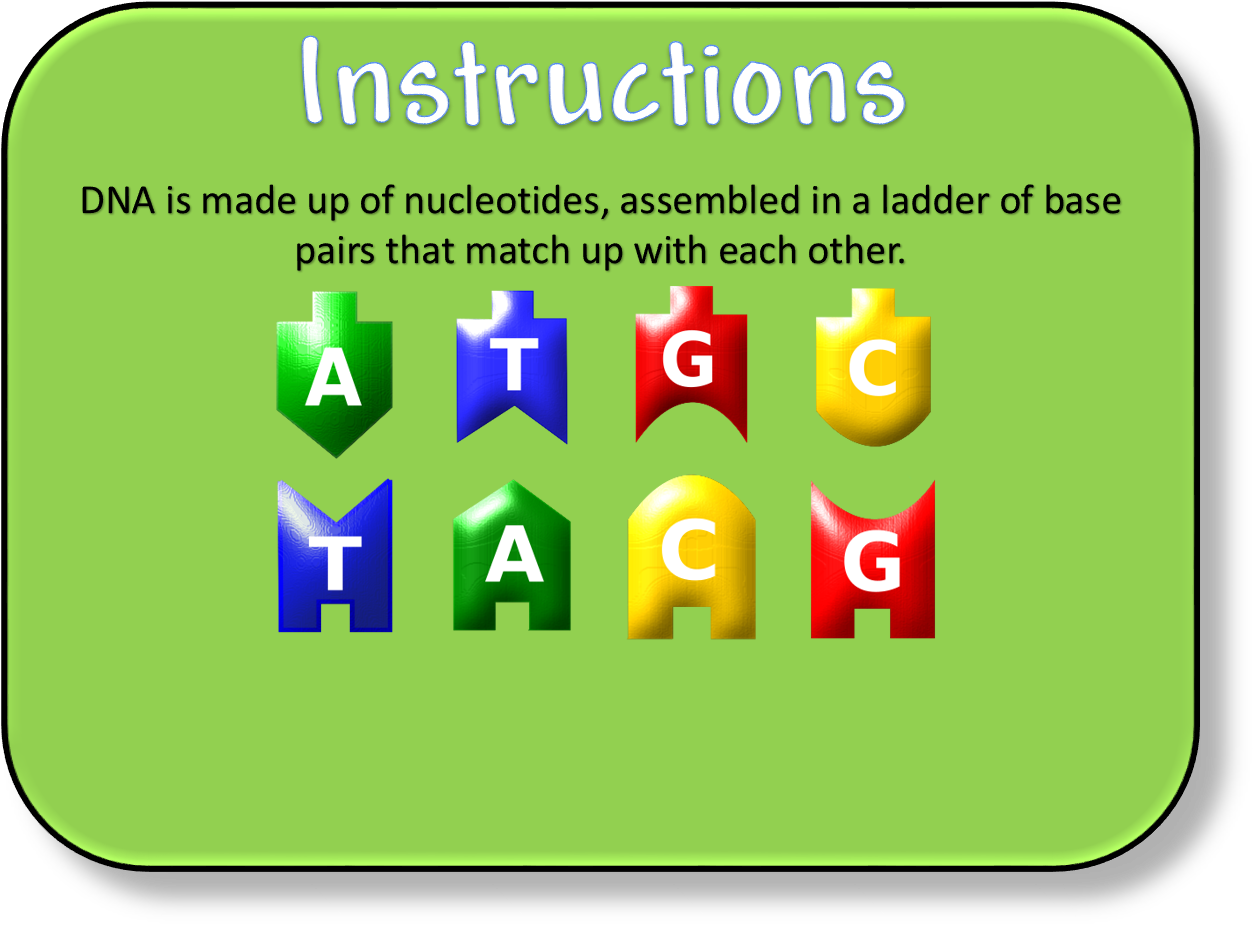 Instructions
DNA is made up of nucleotides, assembled in a ladder of base
pairs that match up with each other.
A T G C
T A C G